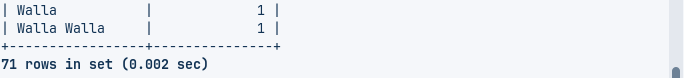 | Walla           |             1 |
| Walla Walla     |             1 |
+-----------------+---------------+
71 rows in set (0.002 sec)